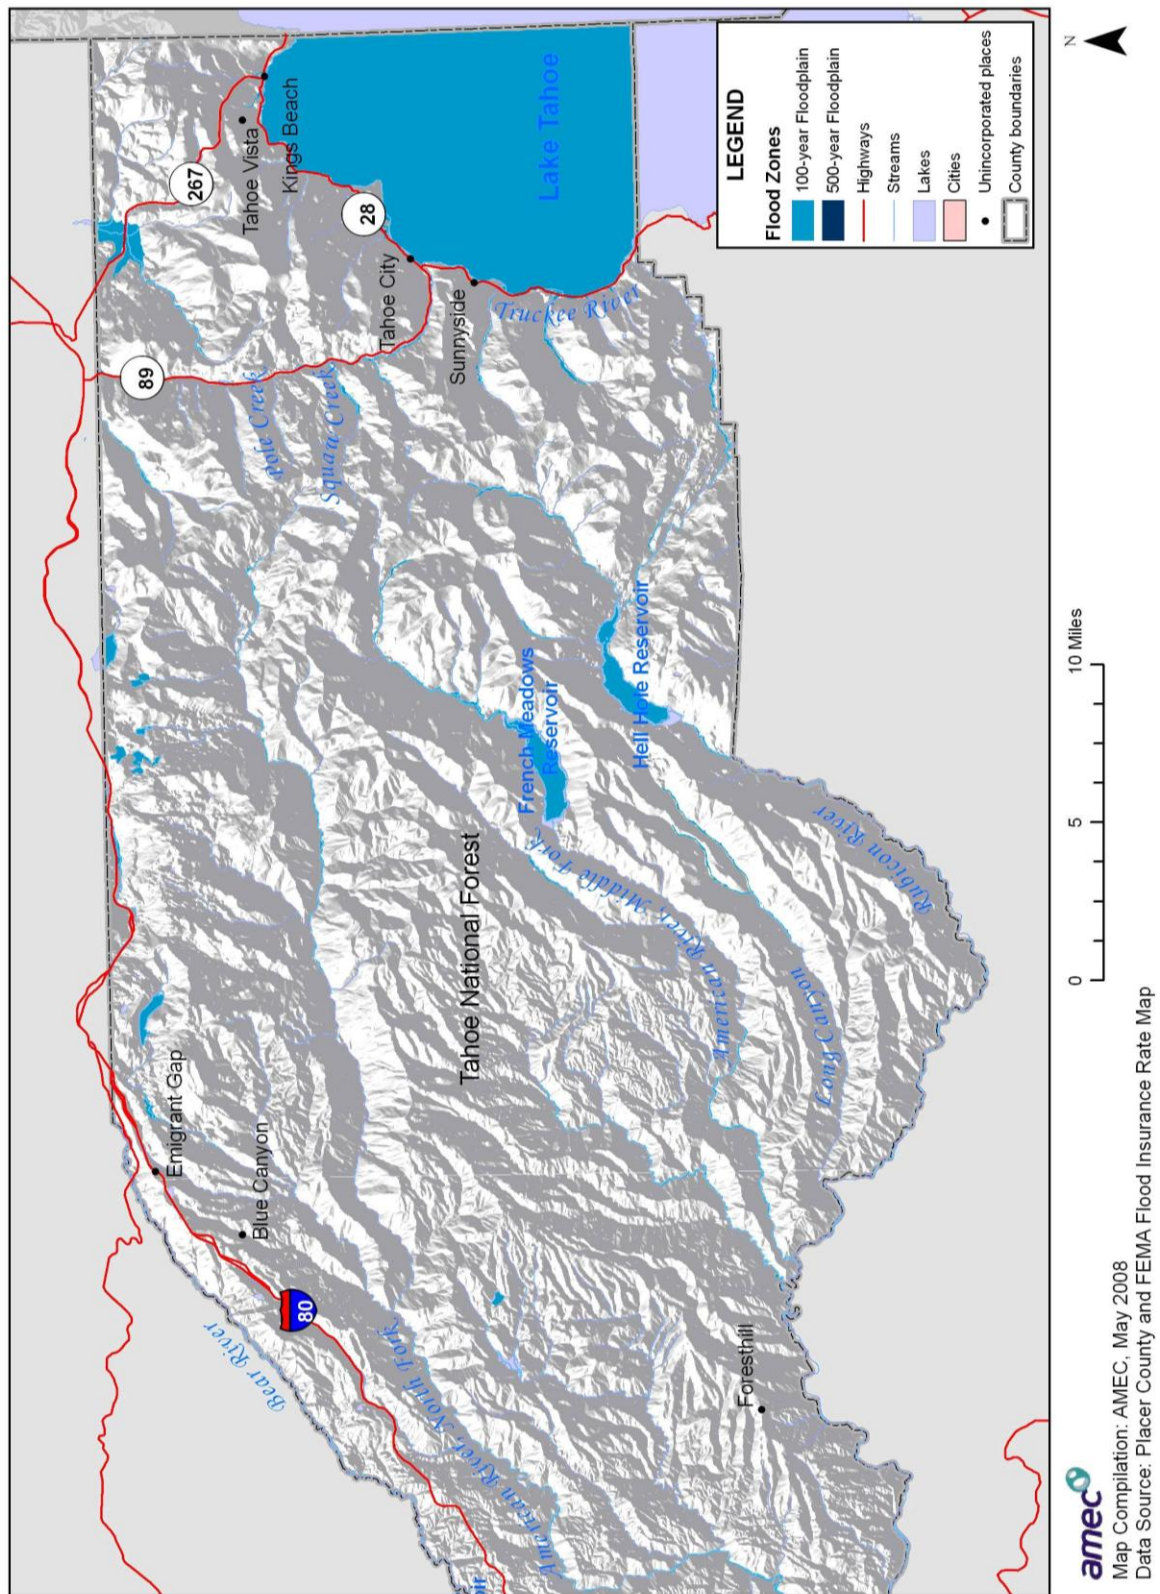 Bear River
80
Emigrant Gap
Blue Canyon
American River, North Fork
Foresthill
Tahoe National Forest
French Meadows
Reservoir
Hell Hole Reservoir
American River, Middle Fork
Long Canyon
Rubicon River
89
267
28
Pole Creek
Squaw Creek
Tahoe Vista
Kings Beach
Tahoe City
Sunnyside
Truckee River
Lake Tahoe
LEGEND
Flood Zones
100-year Floodplain
500-year Floodplain
Highways
Streams
Lakes
Cities
Unincorporated places
County boundaries
amec
Map Compilation: AMEC, May 2008
Data Source: Placer County and FEMA Flood Insurance Rate Map
0 5 10 Miles
N